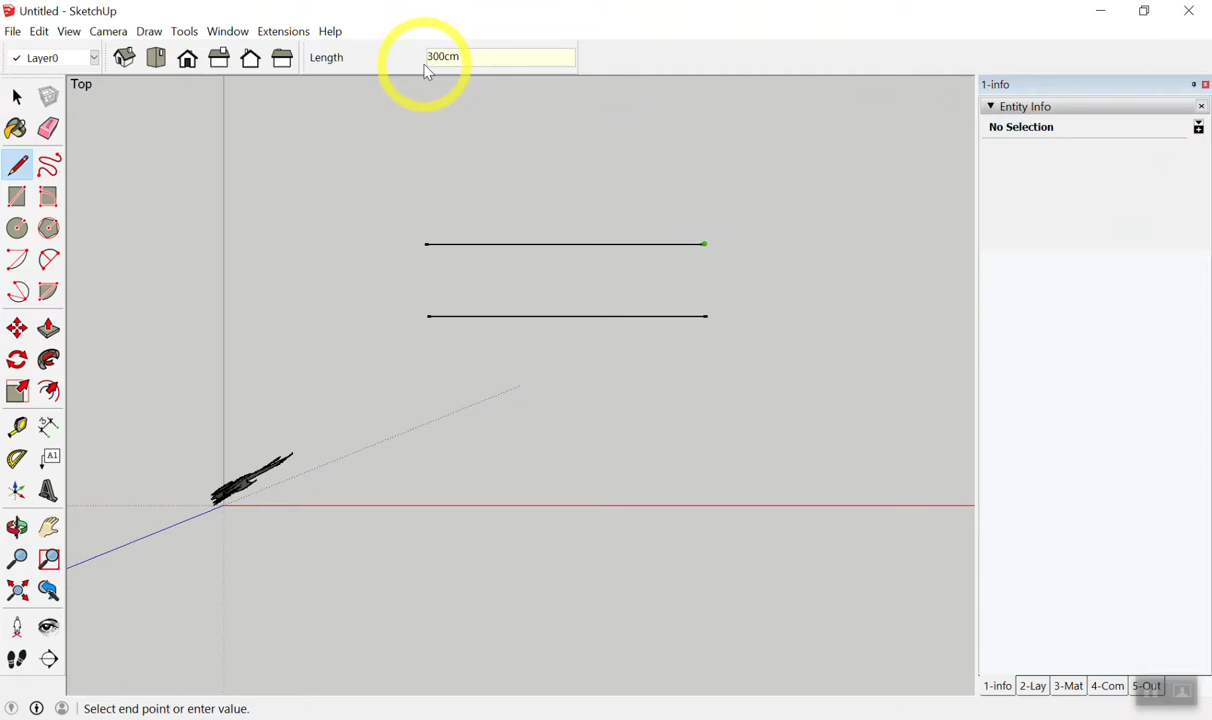 Untitled - SketchUp
File Edit View Camera Draw Tools Window Extensions Help
✓ Layer0
Length 300cm
Top
1-info
Entity Info
No Selection
A1
1-info 2-Lay 3-Mat 4-Com 5-Out
Select end point or enter value.